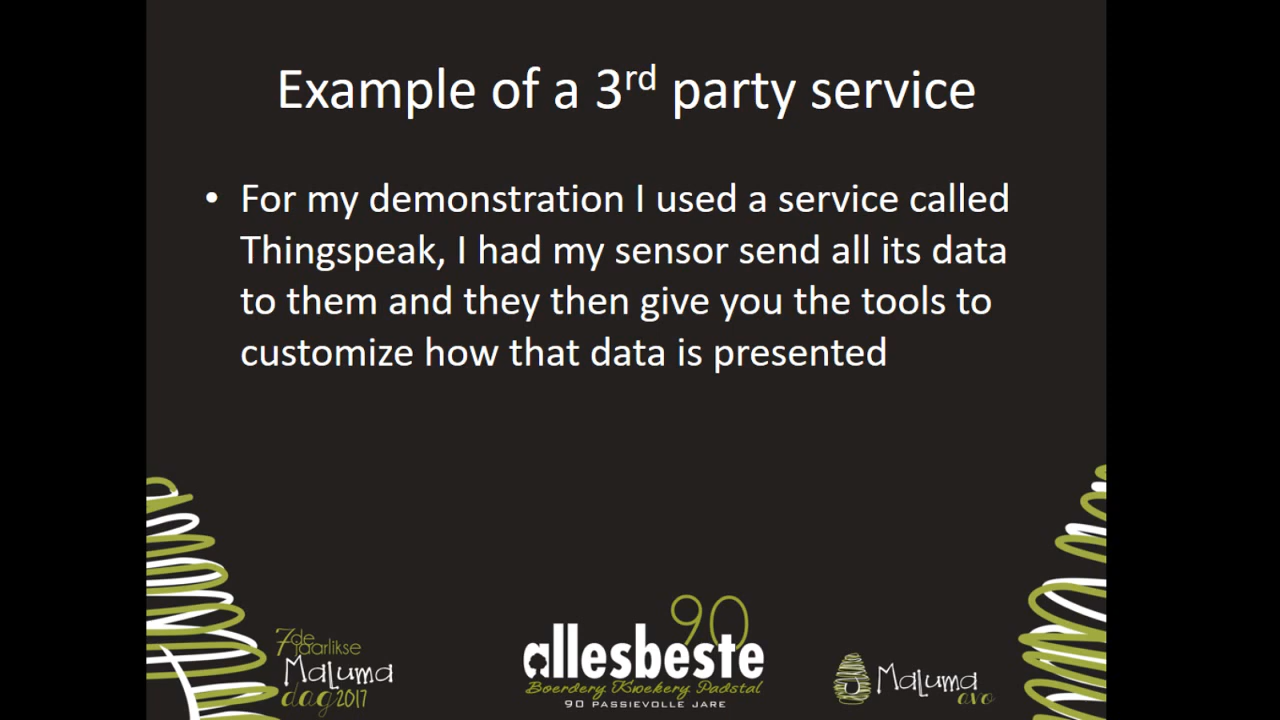 Example of a 3rd party service
• For my demonstration I used a service called
Thingspeak, I had my sensor send all its data
to them and they then give you the tools to
customize how that data is presented
7de
jaarlikse
Maluma
dag 2017
90
allesbeste
Boerdery Kwekery Padstal
90 PASSIEVOLLE JARE
Maluma
avo